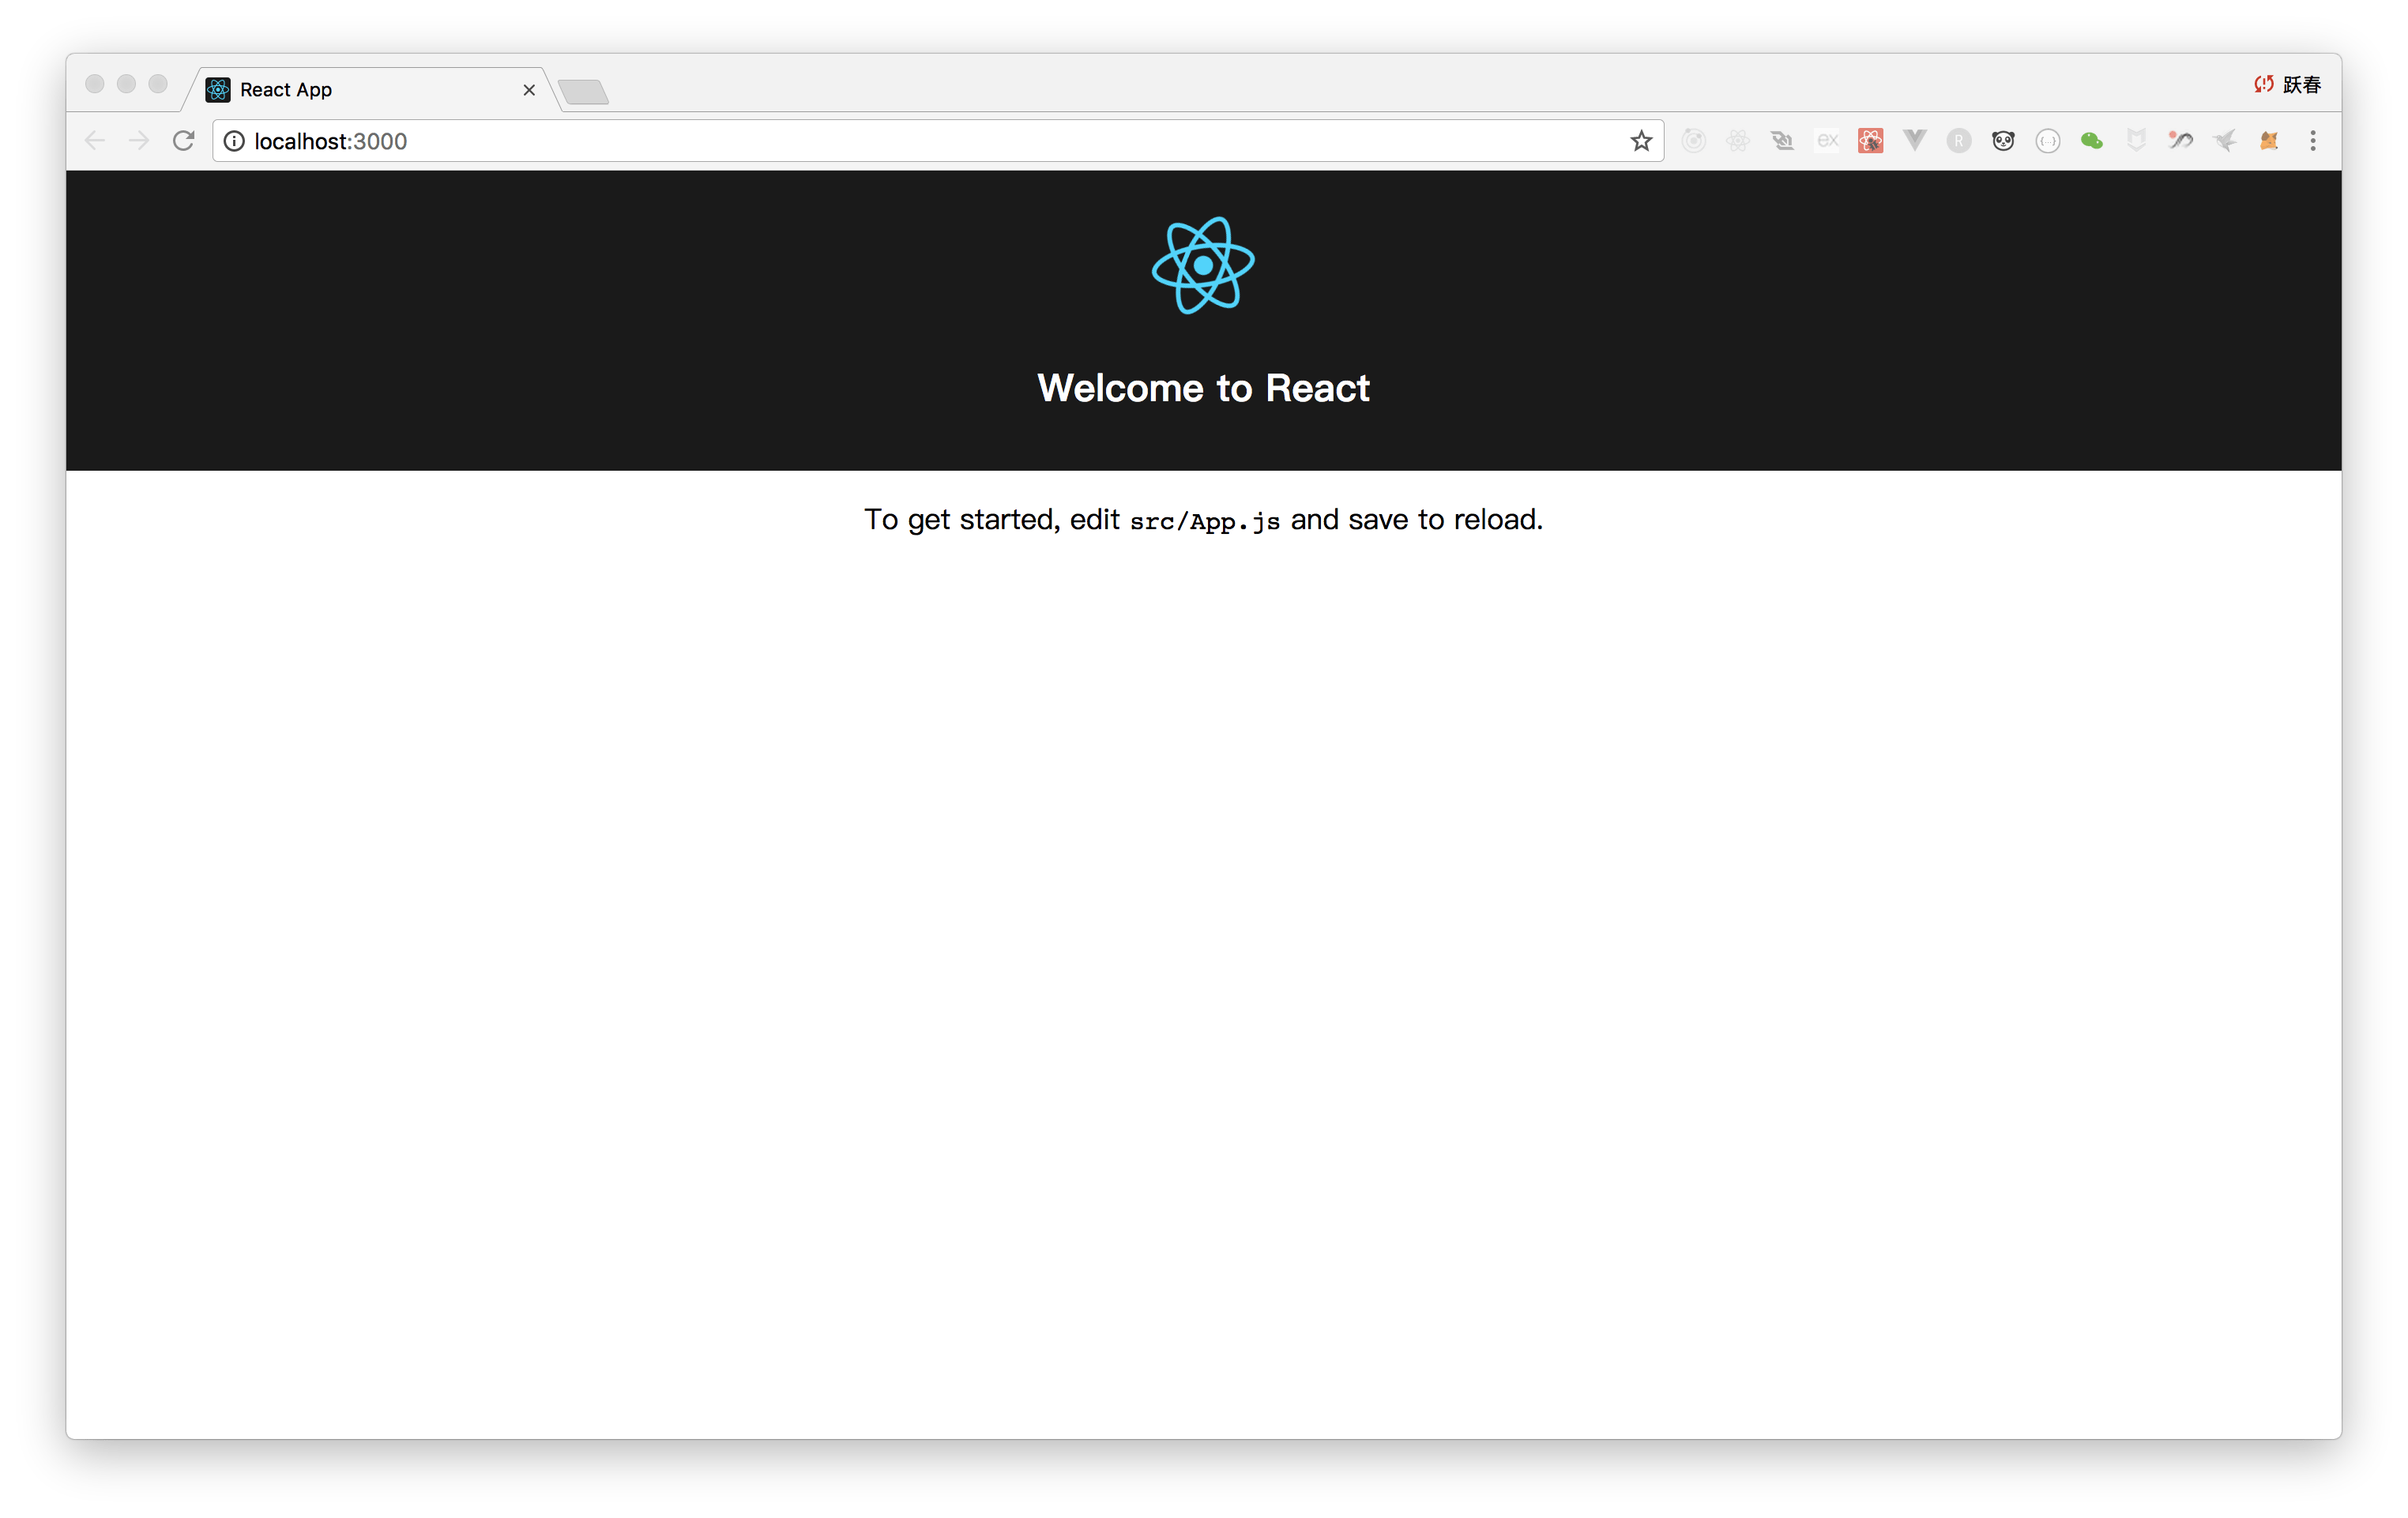 React App
跃春
localhost:3000
ex
R
{...}
Welcome to React
To get started, edit src/App.js and save to reload.